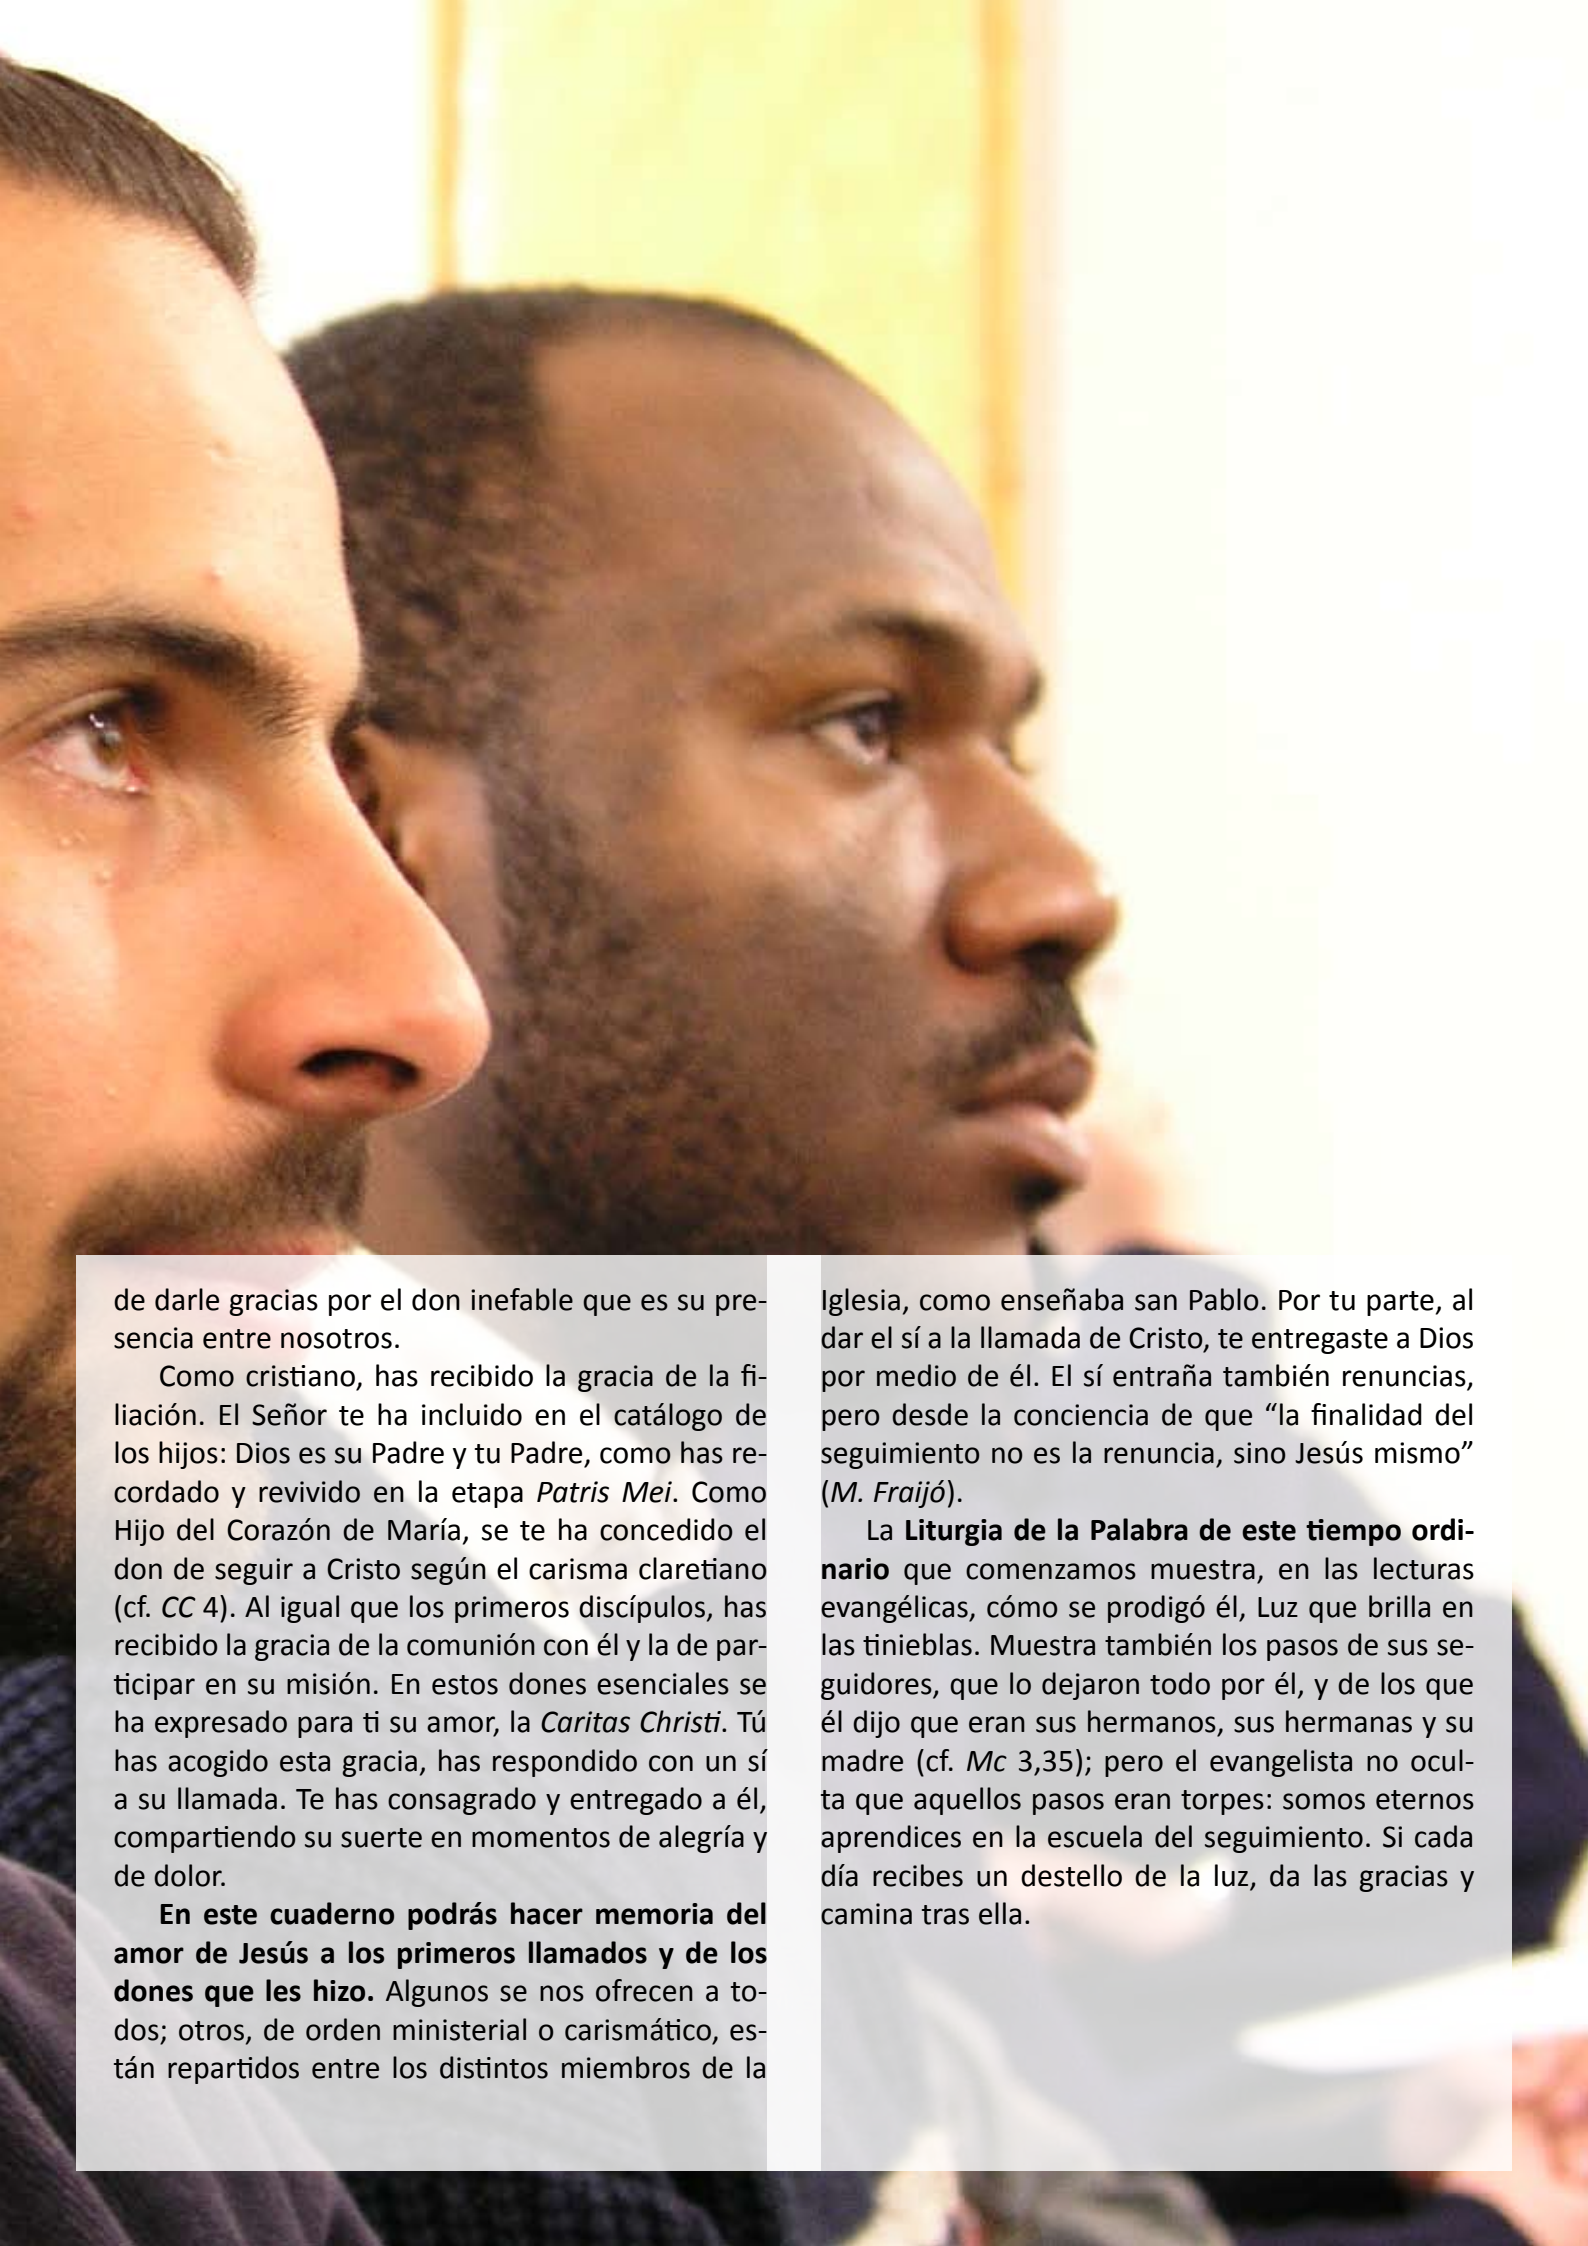 de darle gracias por el don inefable que es su pre-
sencia entre nosotros.
Como cristiano, has recibido la gracia de la fi-
liación. El Señor te ha incluido en el catálogo de
los hijos: Dios es su Padre y tu Padre, como has re-
cordado y revivido en la etapa Patris Mei. Como
Hijo del Corazón de María, se te ha concedido el
don de seguir a Cristo según el carisma claretiano
(cf. CC 4). Al igual que los primeros discípulos, has
recibido la gracia de la comunión con él y la de par-
ticipar en su misión. En estos dones esenciales se
ha expresado para ti su amor, la Caritas Christi. Tú
has acogido esta gracia, has respondido con un sí
a su llamada. Te has consagrado y entregado a él,
compartiendo su suerte en momentos de alegría y
de dolor.
En este cuaderno podrás hacer memoria del
amor de Jesús a los primeros llamados y de los
dones que les hizo. Algunos se nos ofrecen a to-
dos; otros, de orden ministerial o carismático, es-
tán repartidos entre los distintos miembros de la
Iglesia, como enseñaba san Pablo. Por tu parte, al
dar el sí a la llamada de Cristo, te entregaste a Dios
por medio de él. El sí entraña también renuncias,
pero desde la conciencia de que “la finalidad del
seguimiento no es la renuncia, sino Jesús mismo”
(M. Fraijó).
La Liturgia de la Palabra de este tiempo ordi-
nario que comenzamos muestra, en las lecturas
evangélicas, cómo se prodigó él, Luz que brilla en
las tinieblas. Muestra también los pasos de sus se-
guidores, que lo dejaron todo por él, y de los que
él dijo que eran sus hermanos, sus hermanas y su
madre (cf. Mc 3,35); pero el evangelista no ocul-
ta que aquellos pasos eran torpes: somos eternos
aprendices en la escuela del seguimiento. Si cada
día recibes un destello de la luz, da las gracias y
camina tras ella.